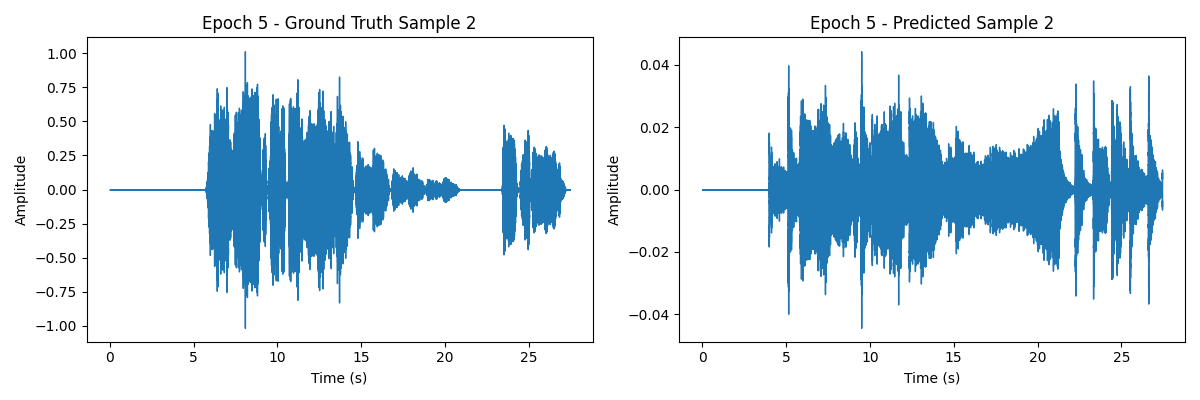 Epoch 5 - Ground Truth Sample 2
Amplitude
1.00
0.75
0.50
0.25
0.00
−0.25
−0.50
−0.75
−1.00
0 5 10 15 20 25
Time (s)
Epoch 5 - Predicted Sample 2
Amplitude
0.04
0.02
0.00
−0.02
−0.04
0 5 10 15 20 25
Time (s)